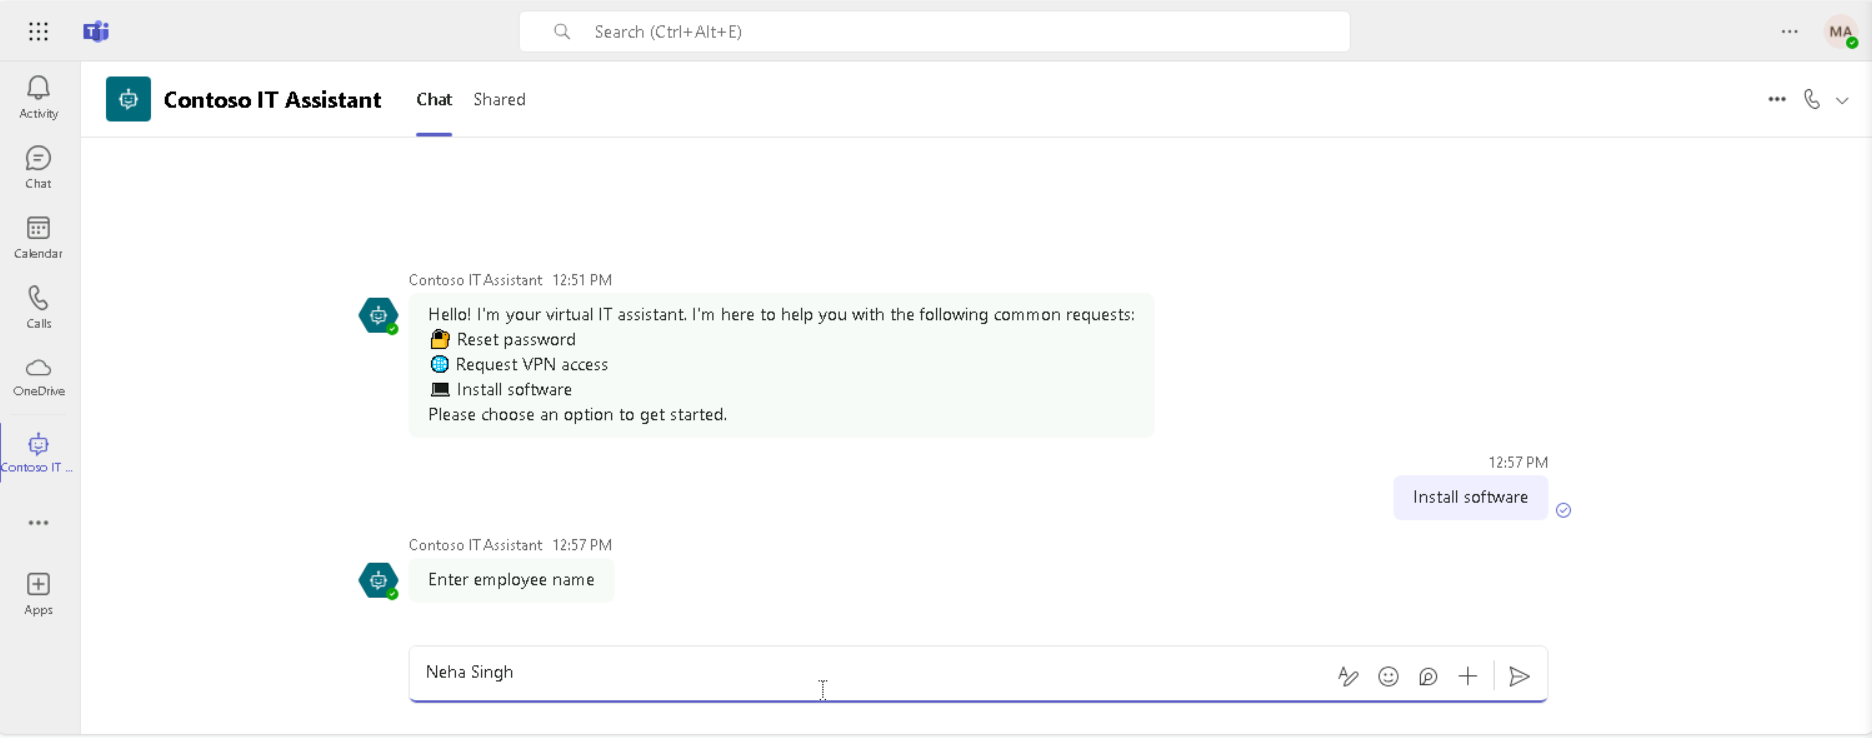 Search (Ctrl+Alt+E)
MA
Activity
Chat
Calendar
Calls
OneDrive
Contoso IT ...
Apps
Contoso IT Assistant
Chat
Shared
Contoso IT Assistant 12:51 PM
Hello! I'm your virtual IT assistant. I'm here to help you with the following common requests:
Reset password
Request VPN access
Install software
Please choose an option to get started.
12:57 PM
Install software
Contoso IT Assistant 12:57 PM
Enter employee name
Neha Singh